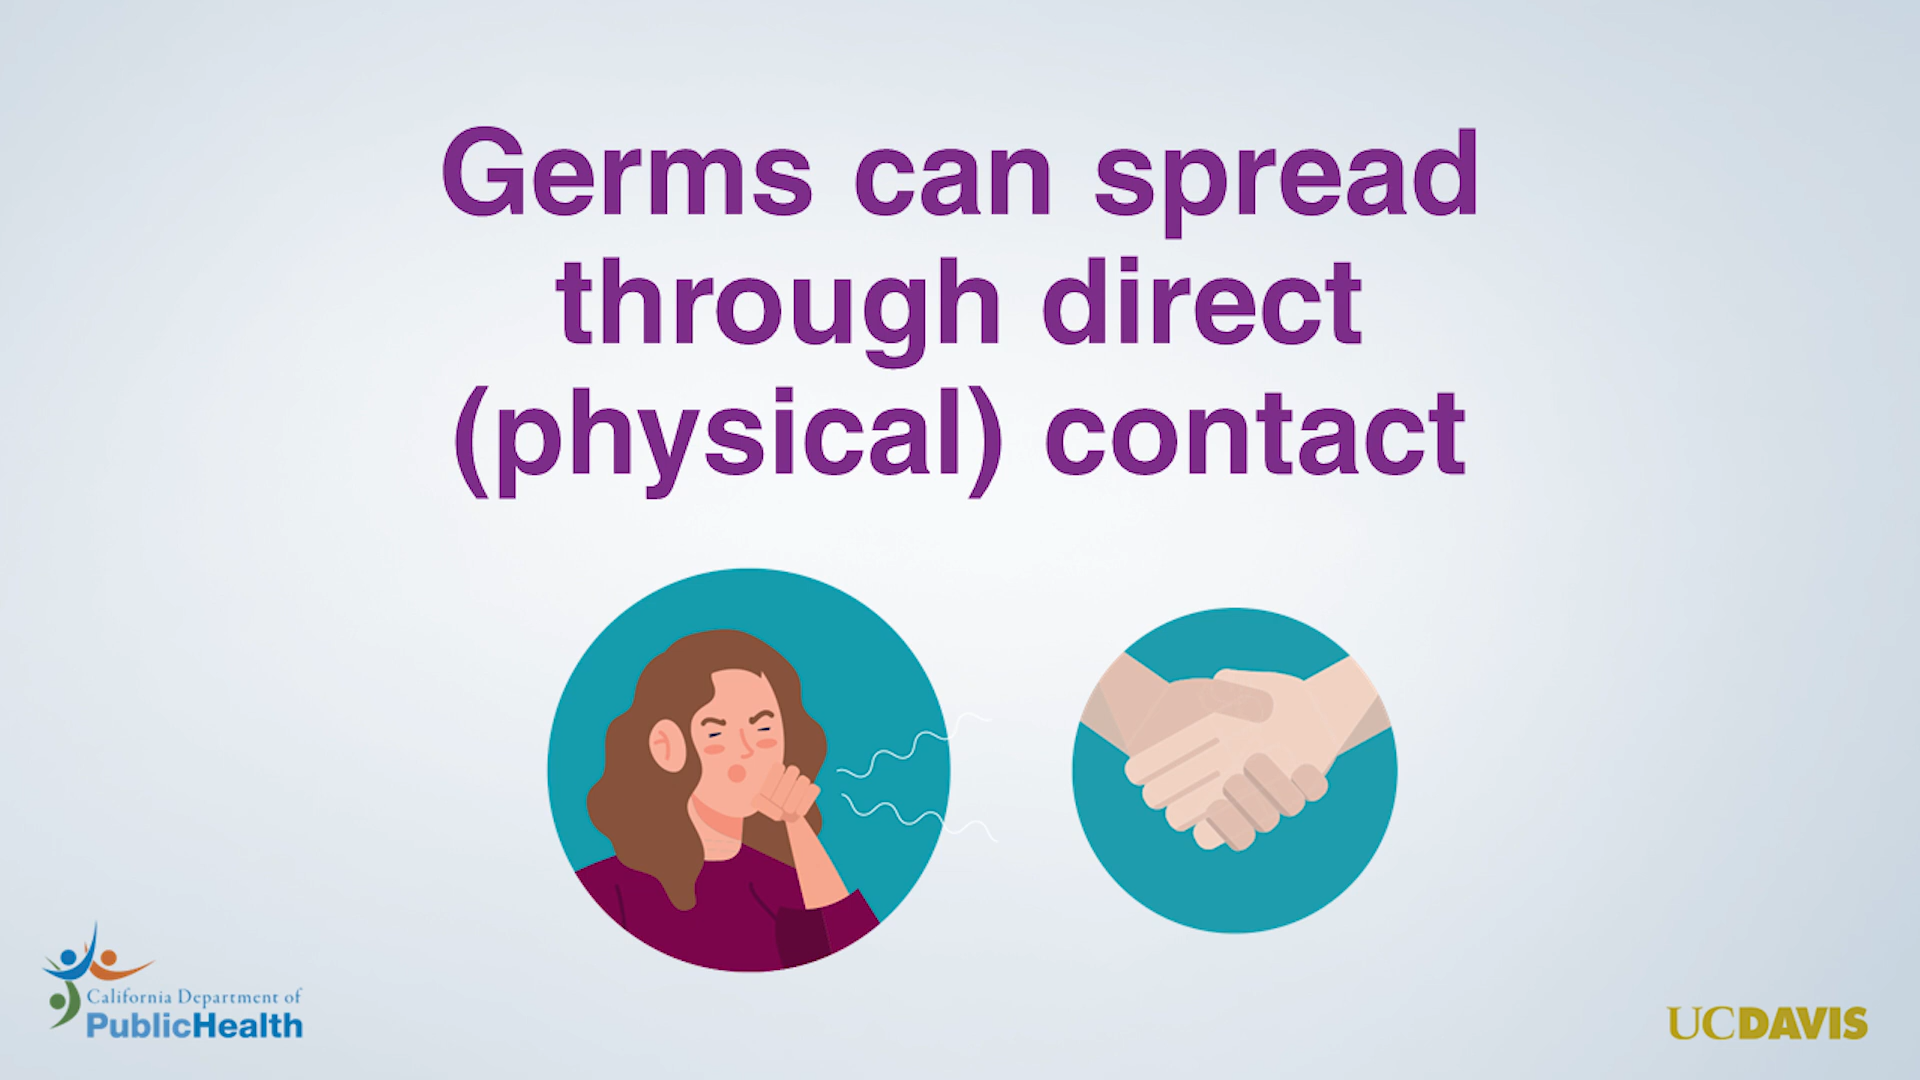 Germs can spread
through direct
(physical) contact
California Department of
PublicHealth
UCDAVIS